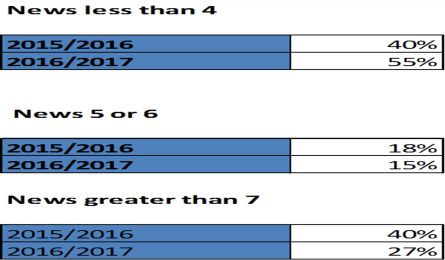 News less than 4
2015/2016 40%
2016/2017 55%
News 5 or 6
2015/2016 18%
2016/2017 15%
News greater than 7
2015/2016 40%
2016/2017 27%